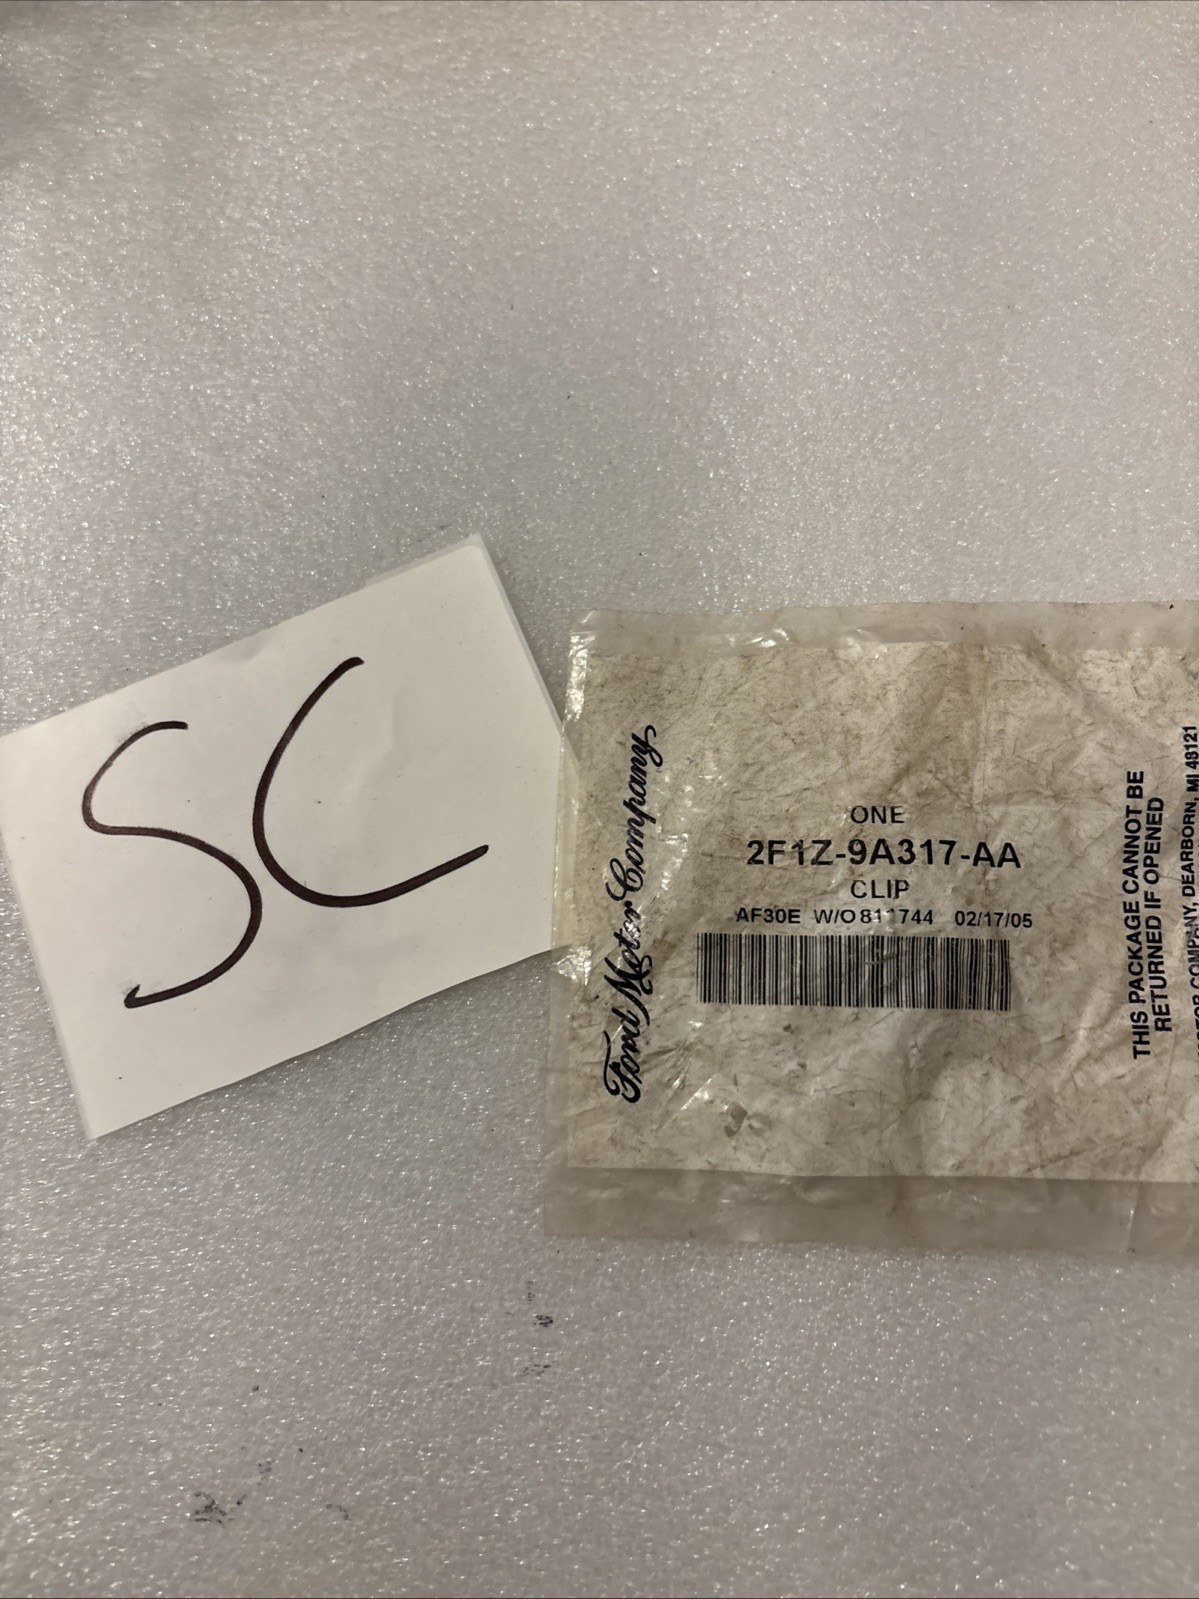 SC
Ford Motor Company
ONE
2F1Z-9A317-AA
CLIP
AF30E W/O 811744 02/17/05
THIS PACKAGE CANNOT BE
RETURNED IF OPENED
COMPANY, DEARBORN, MI 48121